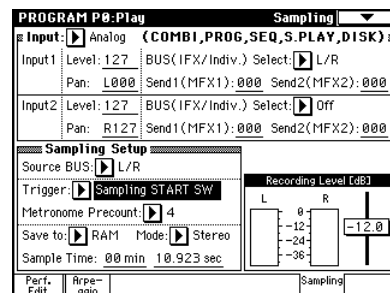 PROGRAM P0:Play Sampling
Input: Analog (COMBI,PROG,SEQ,S.PLAY,DISK)
Input1 Level: 127 BUS(IFX/Indiv.) Select: L/R
Pan: L000 Send1(MFX1): 000 Send2(MFX2): 000
Input2 Level: 127 BUS(IFX/Indiv.) Select: Off
Pan: R127 Send1(MFX1): 000 Send2(MFX2): 000
Sampling Setup
Source BUS: L/R
Trigger: Sampling START SW
Metronome Precount: 4
Save to: RAM Mode: Stereo
Sample Time: 00 min 10.923 sec
Recording Level [dB]
L R
0
-12
-24
-36
-12.0
Perf. Edit
Arpe-ggio
Sampling